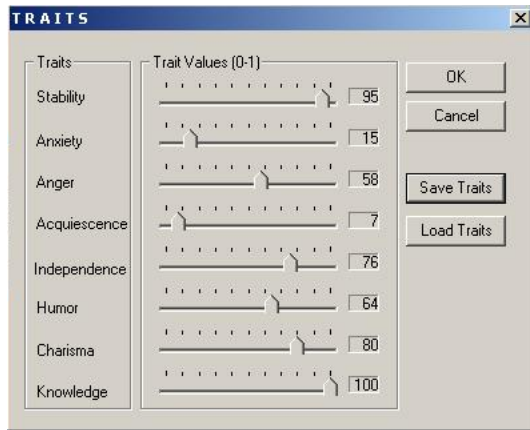 TRAITS
Traits
Trait Values (0-1)
Stability
95
Anxiety
15
Anger
58
Acquiescence
7
Independence
76
Humor
64
Charisma
80
Knowledge
100
OK
Cancel
Save Traits
Load Traits